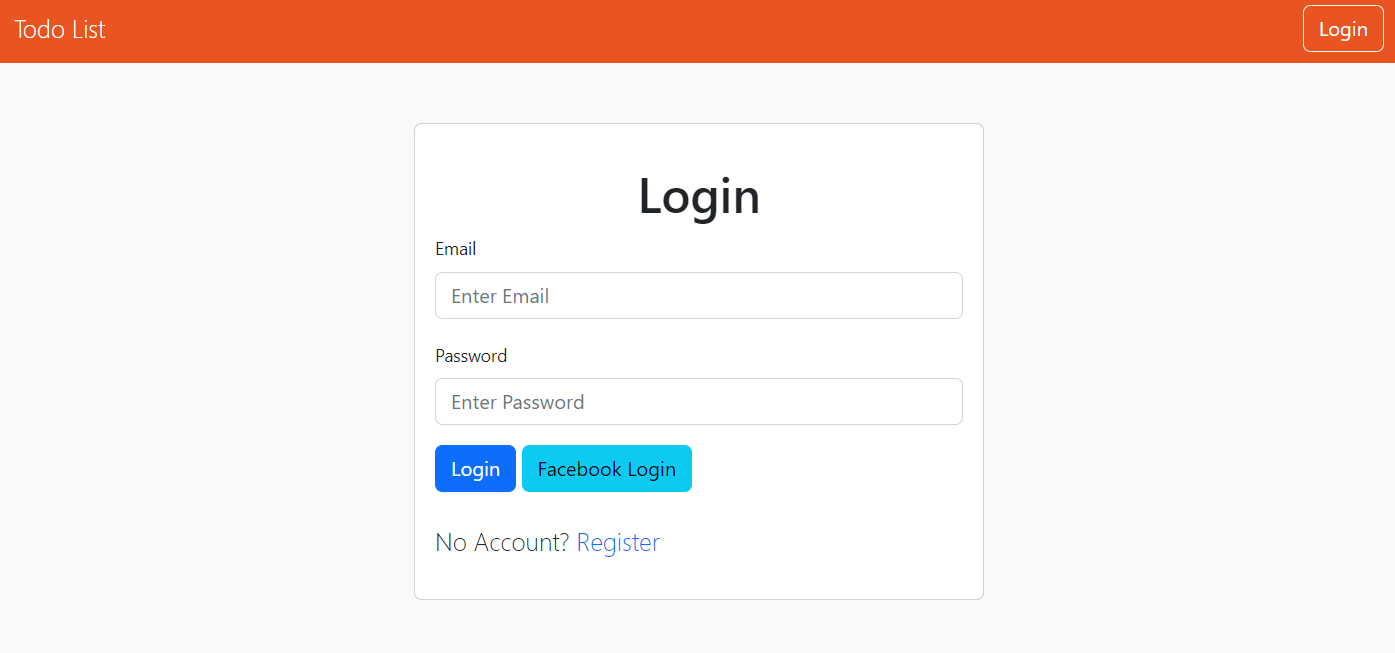 Todo List
Login
Login
Email
Enter Email
Password
Enter Password
Login
Facebook Login
No Account? Register